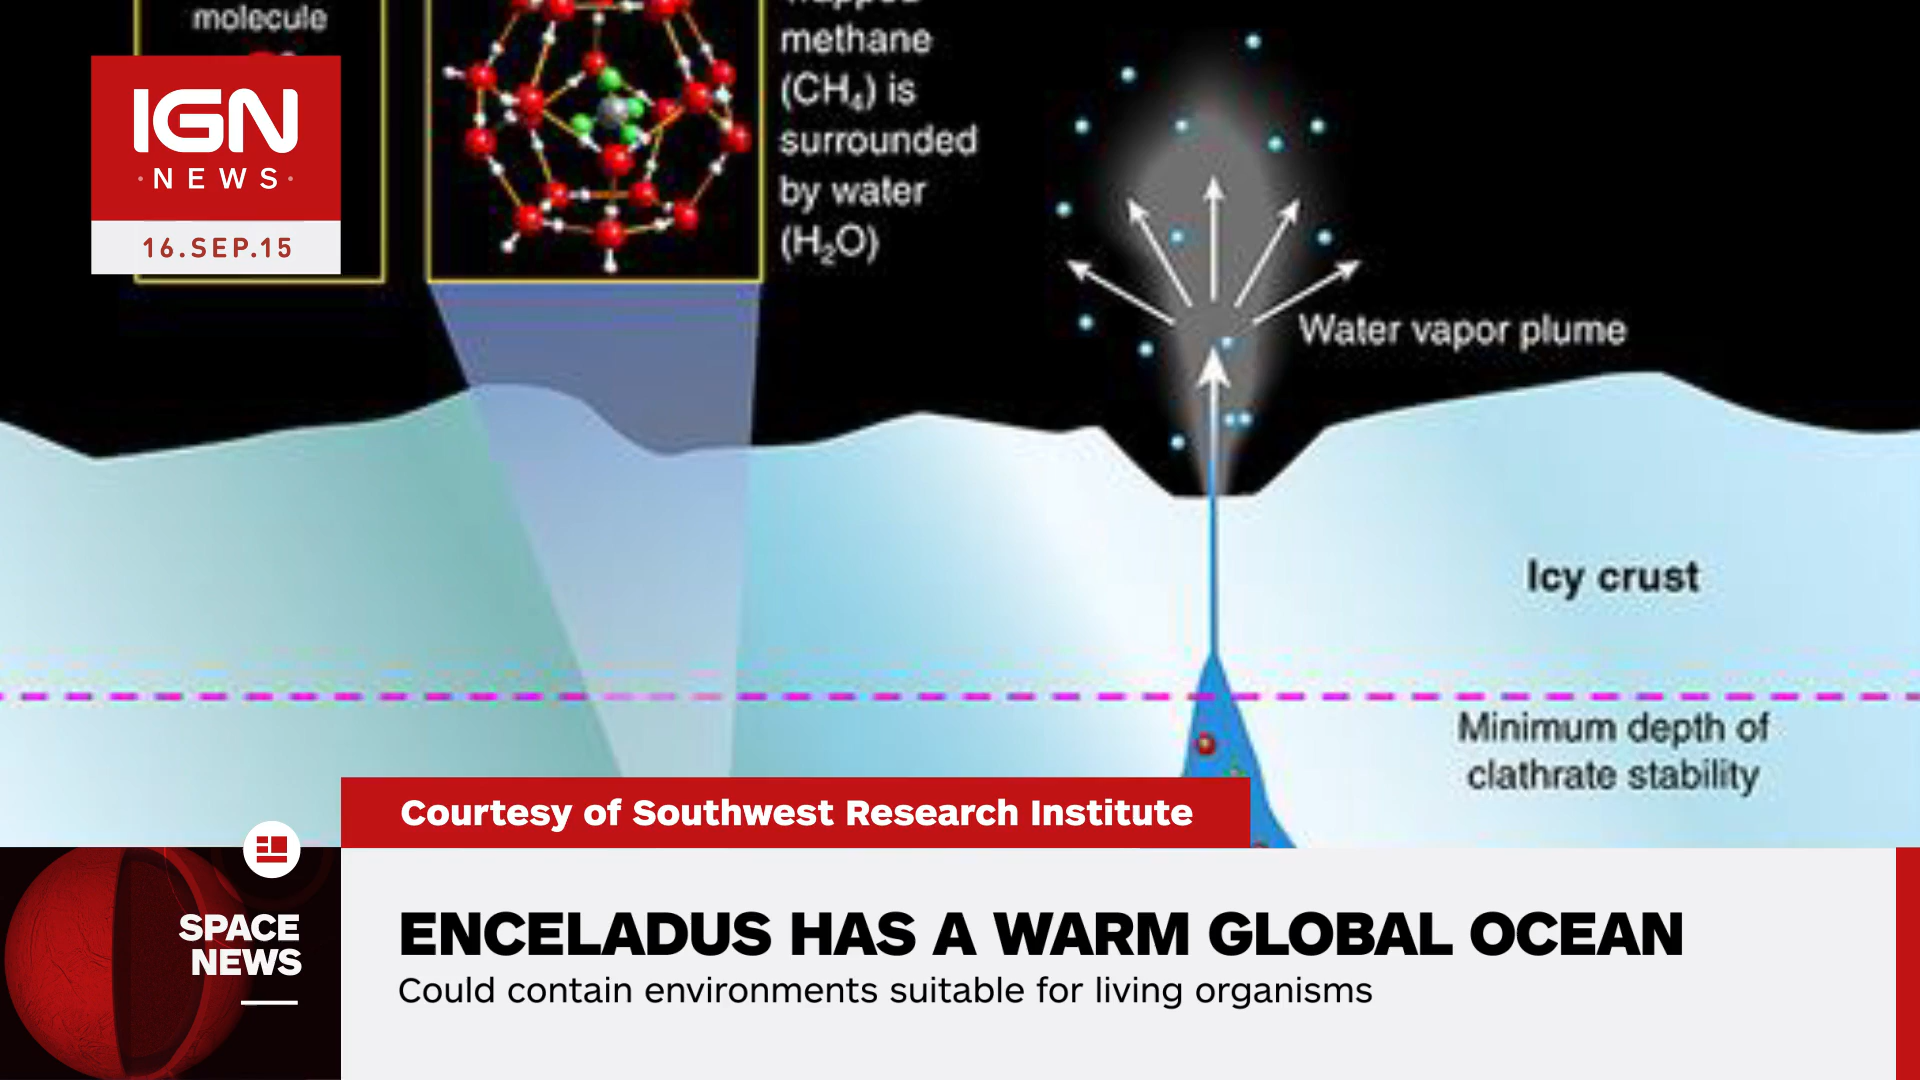 molecule
IGN
NEWS
16.SEP.15
methane
(CH₄) is
surrounded
by water
(H₂O)
Water vapor plume
Icy crust
Minimum depth of
clathrate stability
Courtesy of Southwest Research Institute
SPACE
NEWS
ENCELADUS HAS A WARM GLOBAL OCEAN
Could contain environments suitable for living organisms